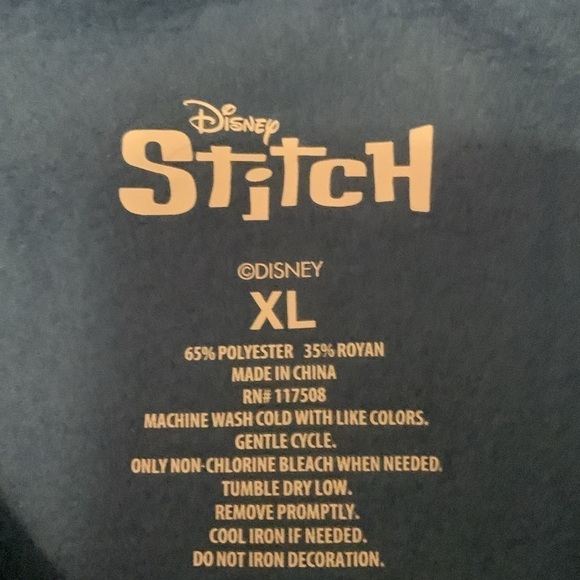 Disney
Stitch
©DISNEY
XL
65% POLYESTER 35% ROYAN
MADE IN CHINA
RN# 117508
MACHINE WASH COLD WITH LIKE COLORS.
GENTLE CYCLE.
ONLY NON-CHLORINE BLEACH WHEN NEEDED.
TUMBLE DRY LOW.
REMOVE PROMPTLY.
COOL IRON IF NEEDED.
DO NOT IRON DECORATION.